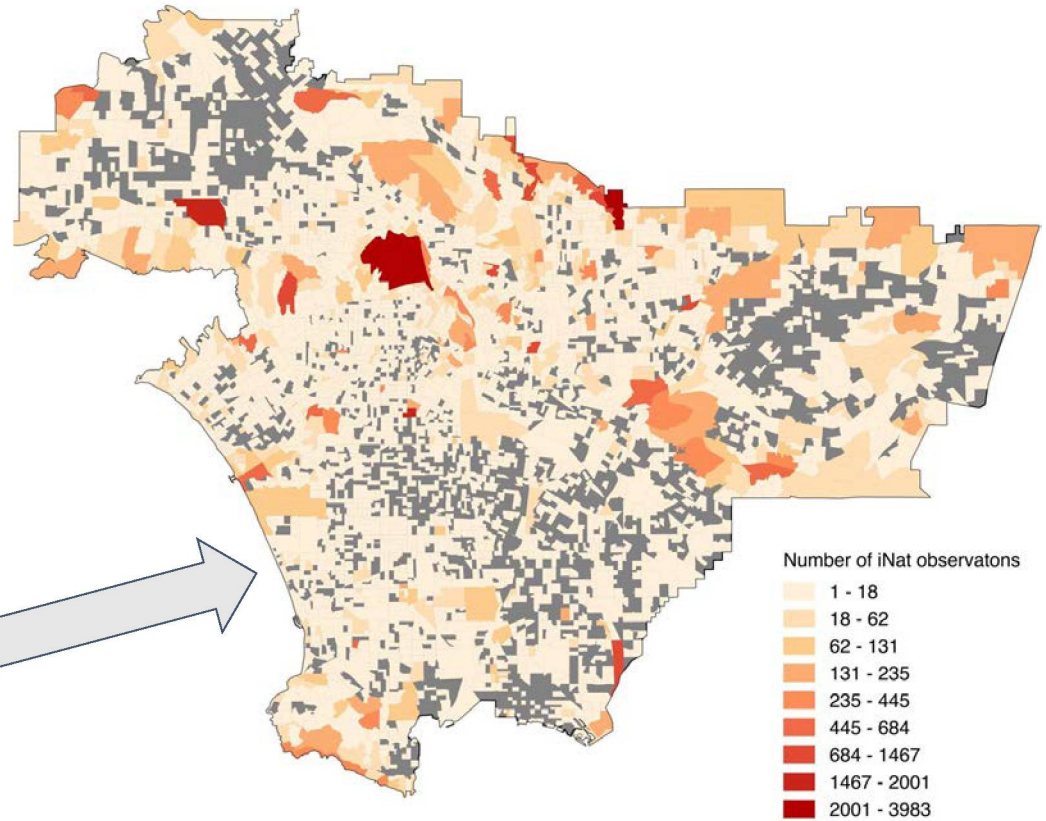 Number of iNat observatons
1 - 18
18 - 62
62 - 131
131 - 235
235 - 445
445 - 684
684 - 1467
1467 - 2001
2001 - 3983